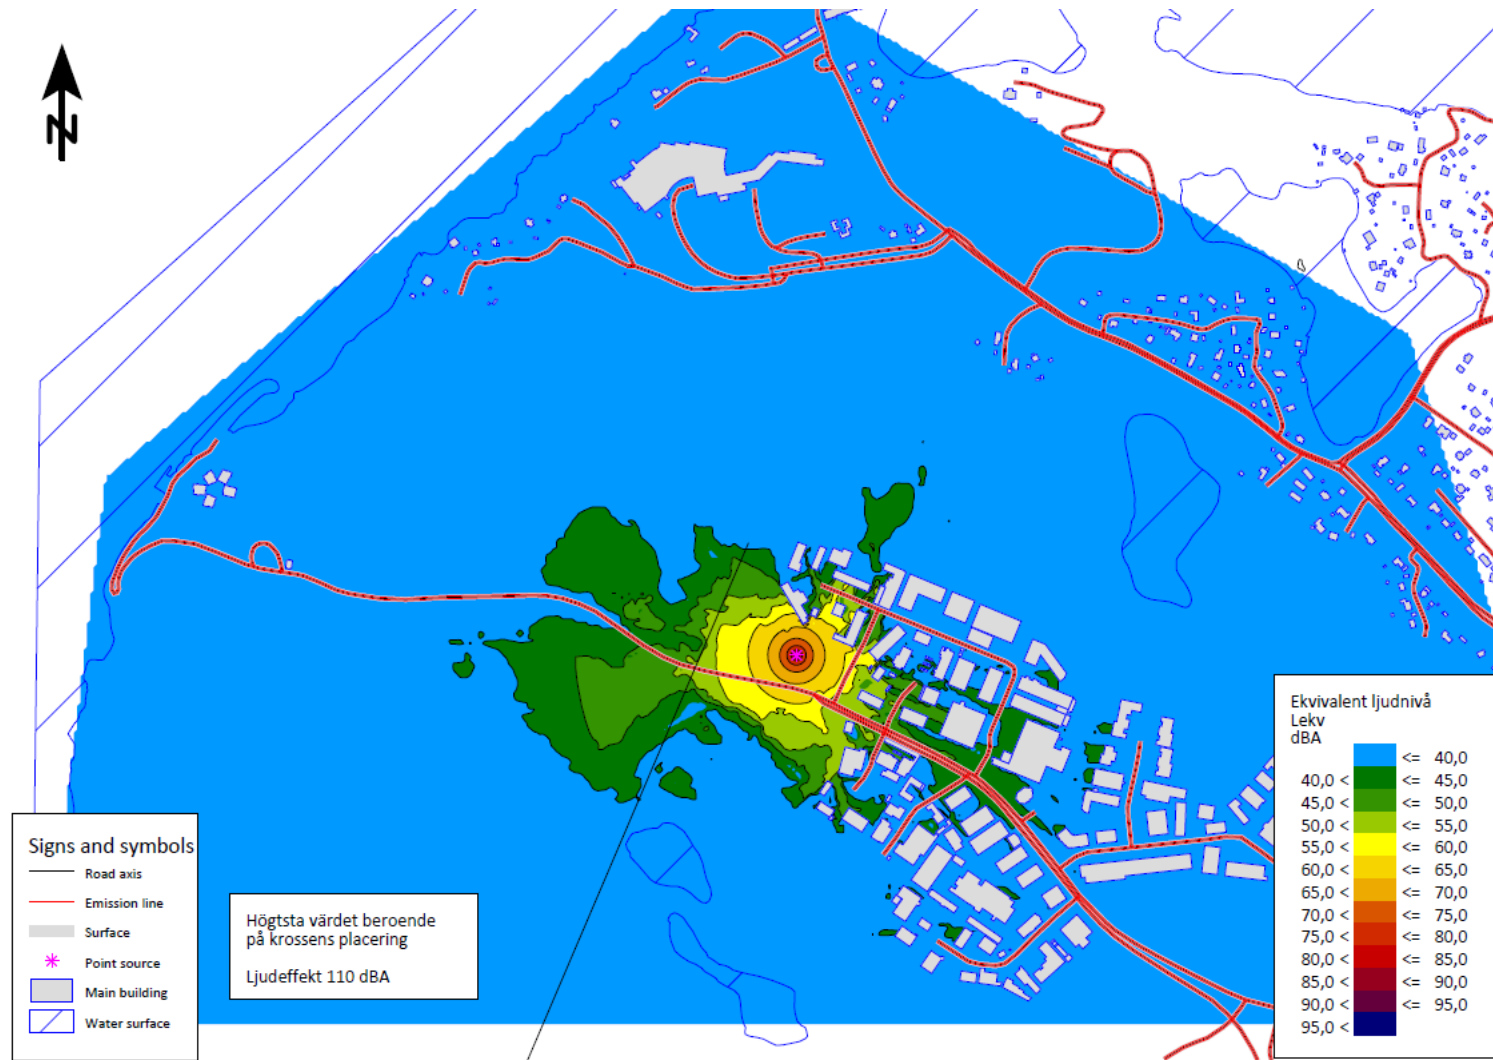 N
Ekvivalent ljudnivå
Lekv
dBA
<= 40,0
40,0 < <= 45,0
45,0 < <= 50,0
50,0 < <= 55,0
55,0 < <= 60,0
60,0 < <= 65,0
65,0 < <= 70,0
70,0 < <= 75,0
75,0 < <= 80,0
80,0 < <= 85,0
85,0 < <= 90,0
90,0 < <= 95,0
95,0 <
Signs and symbols
Road axis
Emission line
Surface
Point source
Main building
Water surface
Högtsta värdet beroende
på krossens placering
Ljudeffekt 110 dBA